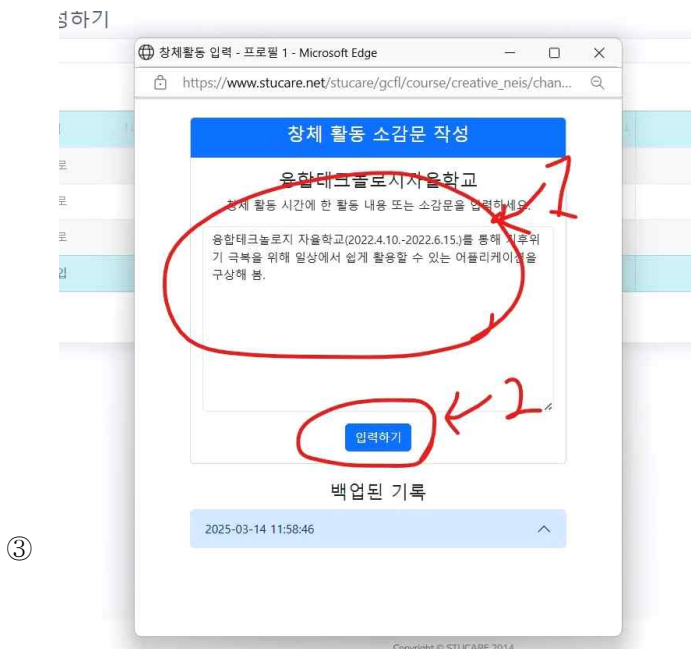 성하기
창체활동 입력 - 프로필 1 - Microsoft Edge
https://www.stucare.net/stucare/gcfl/course/creative_neis/chan...
창체 활동 소감문 작성
융합테크놀로지자율학교
창체 활동 시간에 한 활동 내용 또는 소감문을 입력하세요.
1
융합테크놀로지 자율학교(2022.4.10.-2022.6.15.)를 통해 기후위
기 극복을 위해 일상에서 쉽게 활용할 수 있는 어플리케이션을
구상해 봄.
2
입력하기
백업된 기록
2025-03-14 11:58:46
③
Copyright © STUCARE 2014